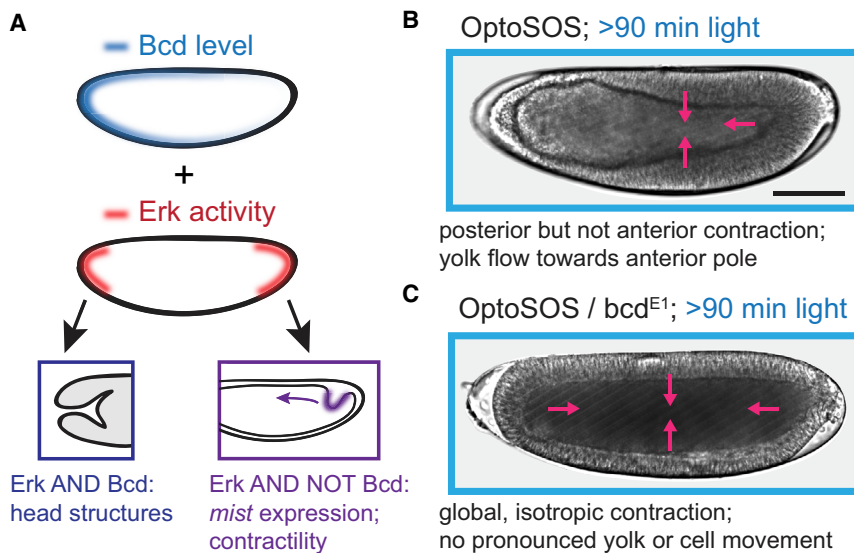 A
Bcd level
+
Erk activity
Erk AND Bcd:
head structures
Erk AND NOT Bcd:
mist expression;
contractility
B
OptoSOS; >90 min light
posterior but not anterior contraction;
yolk flow towards anterior pole
C
OptoSOS / bcdE1; >90 min light
global, isotropic contraction;
no pronounced yolk or cell movement